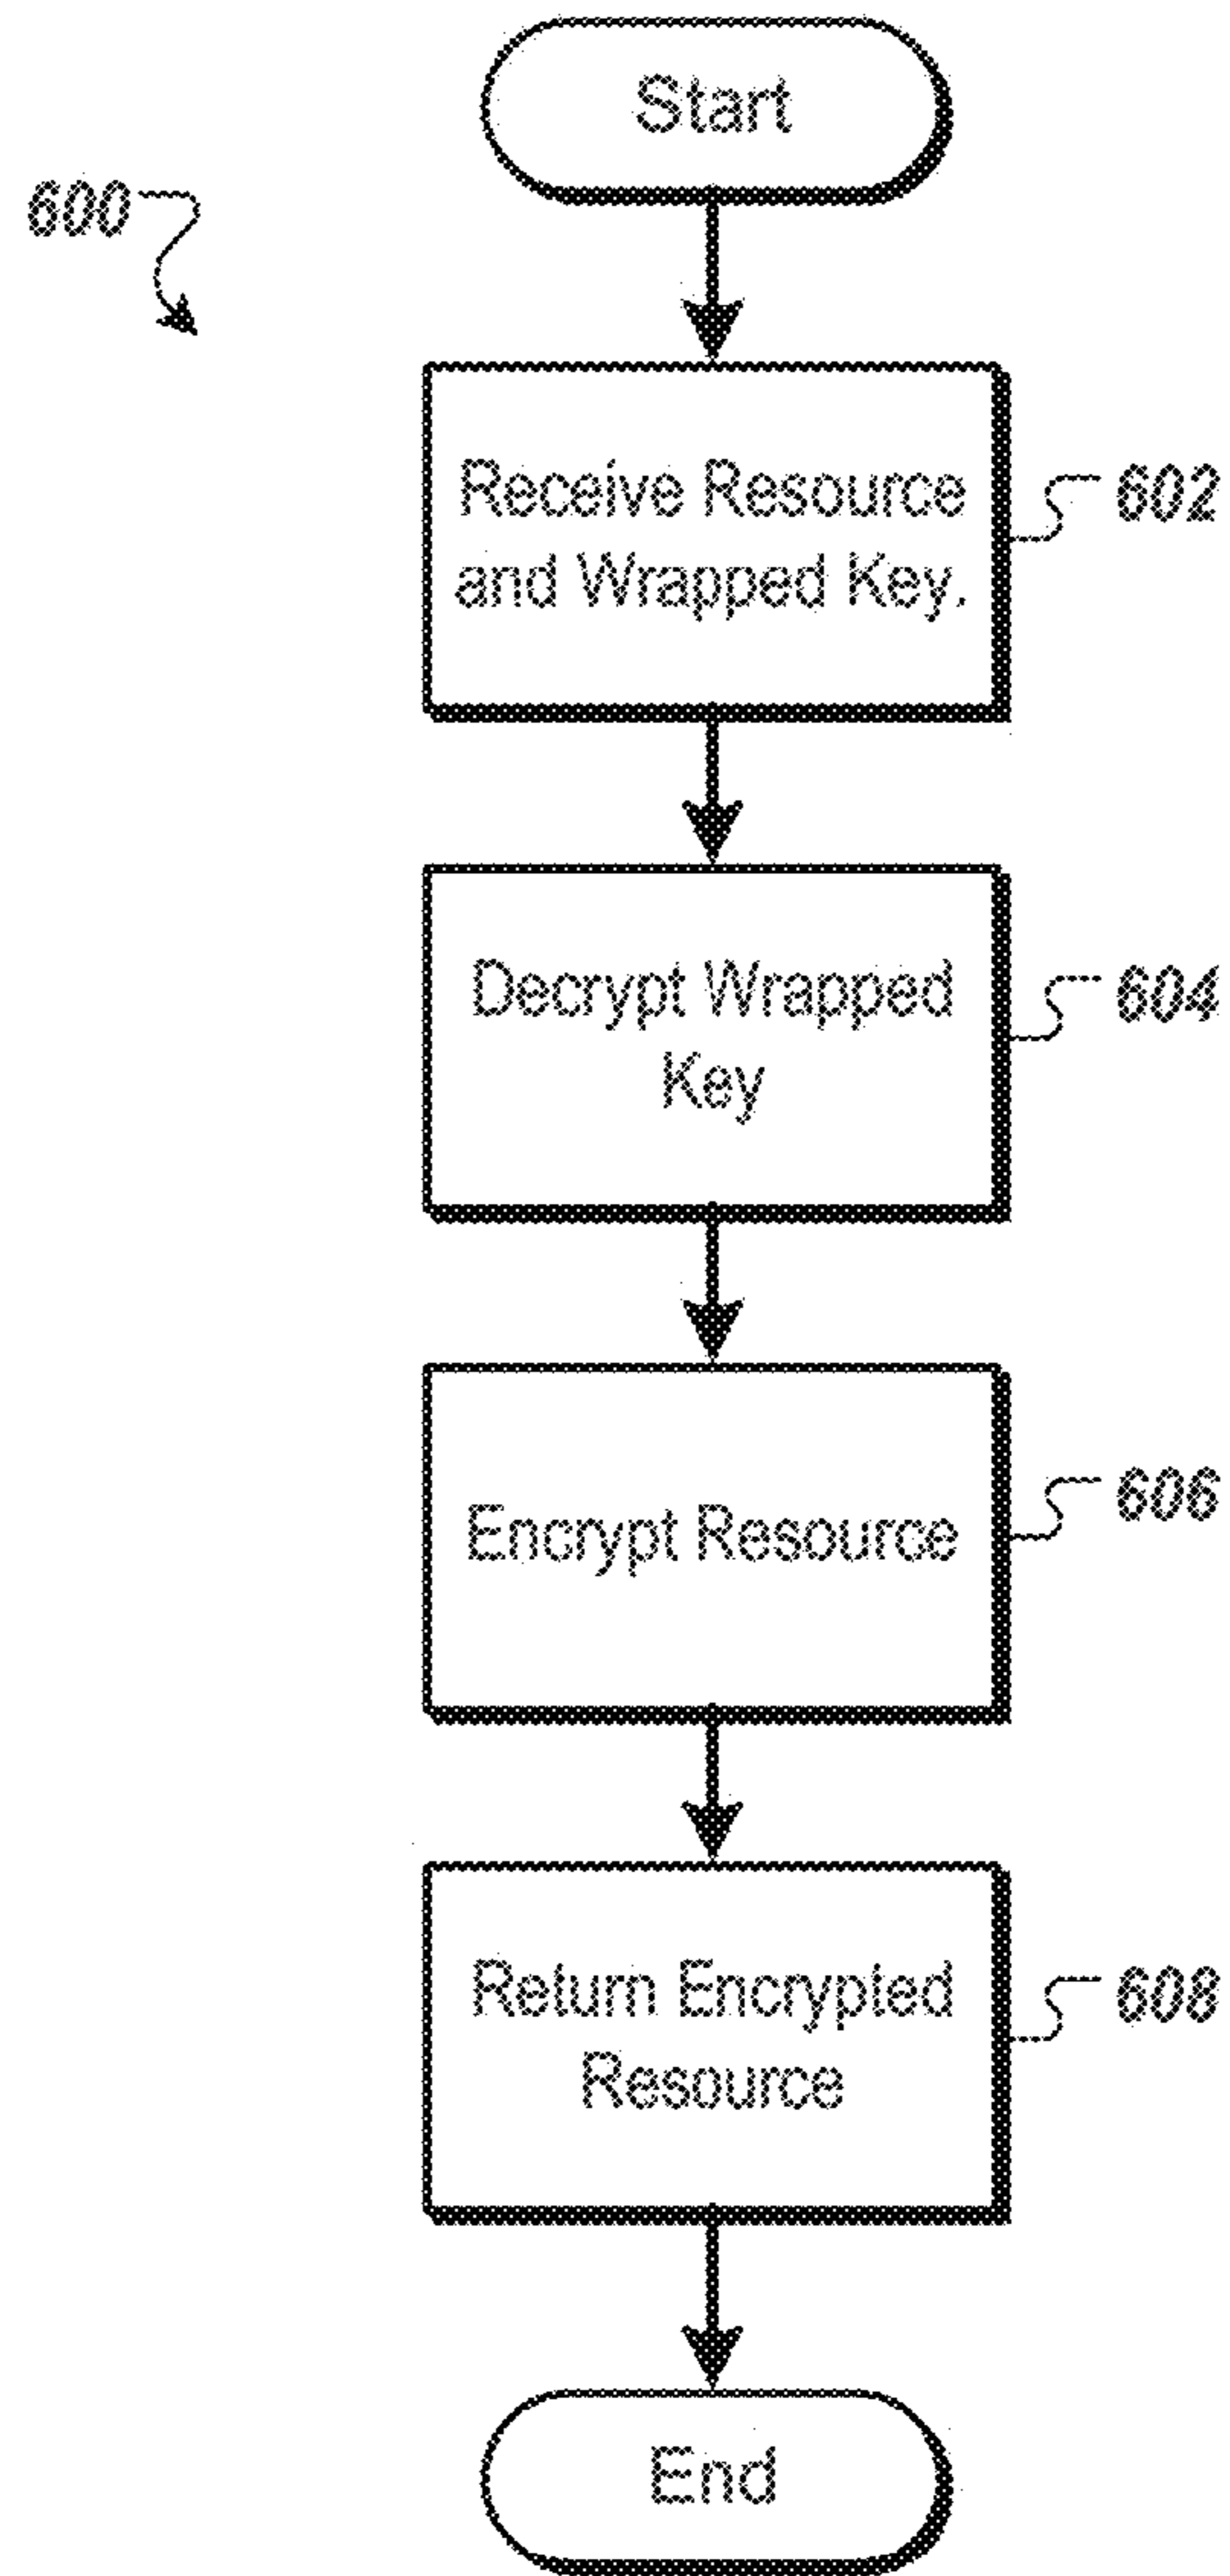 Start
600
Receive Resource
and Wrapped Key.
602
Decrypt Wrapped
Key
604
Encrypt Resource
606
Return Encrypted
Resource
608
End